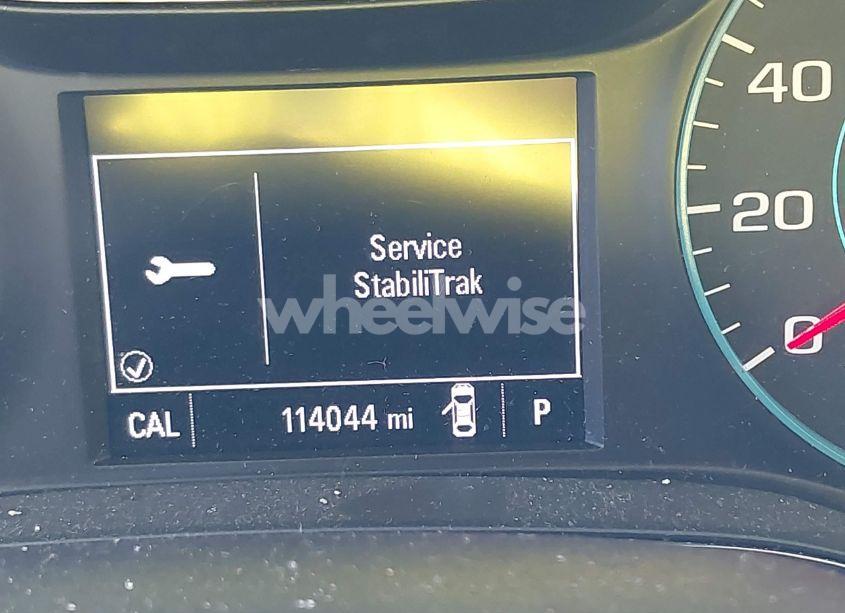 40
20
0
Service
StabiliTrak
wheelwise
CAL 114044 mi P